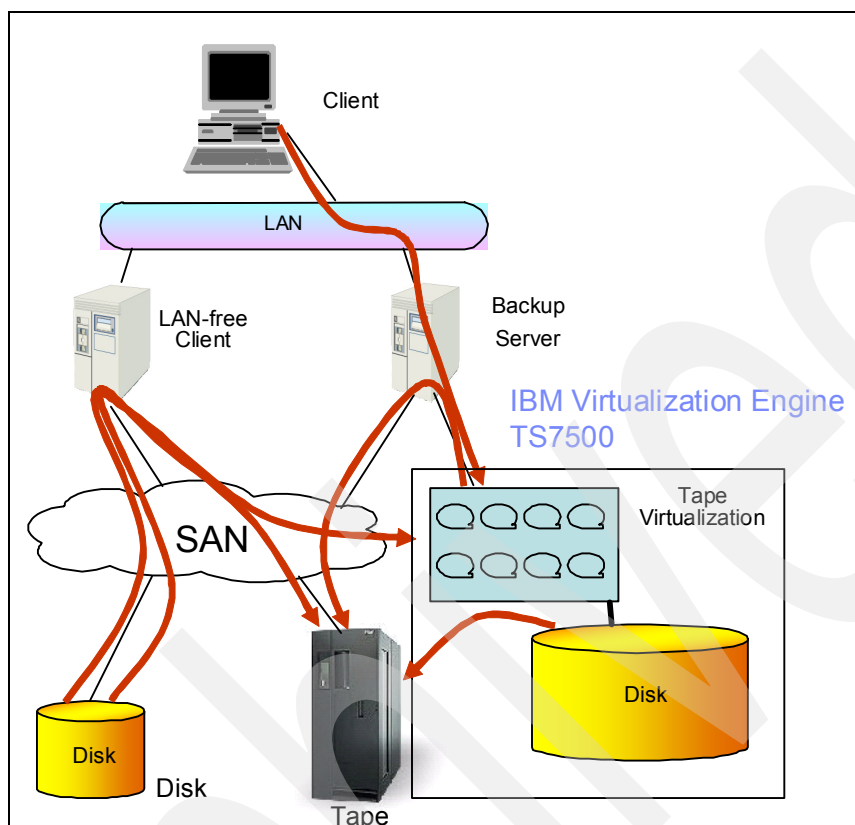 Client
LAN
LAN-free
Client
Backup
Server
IBM Virtualization Engine
TS7500
Tape
Virtualization
SAN
Disk
Disk
Disk
Tape